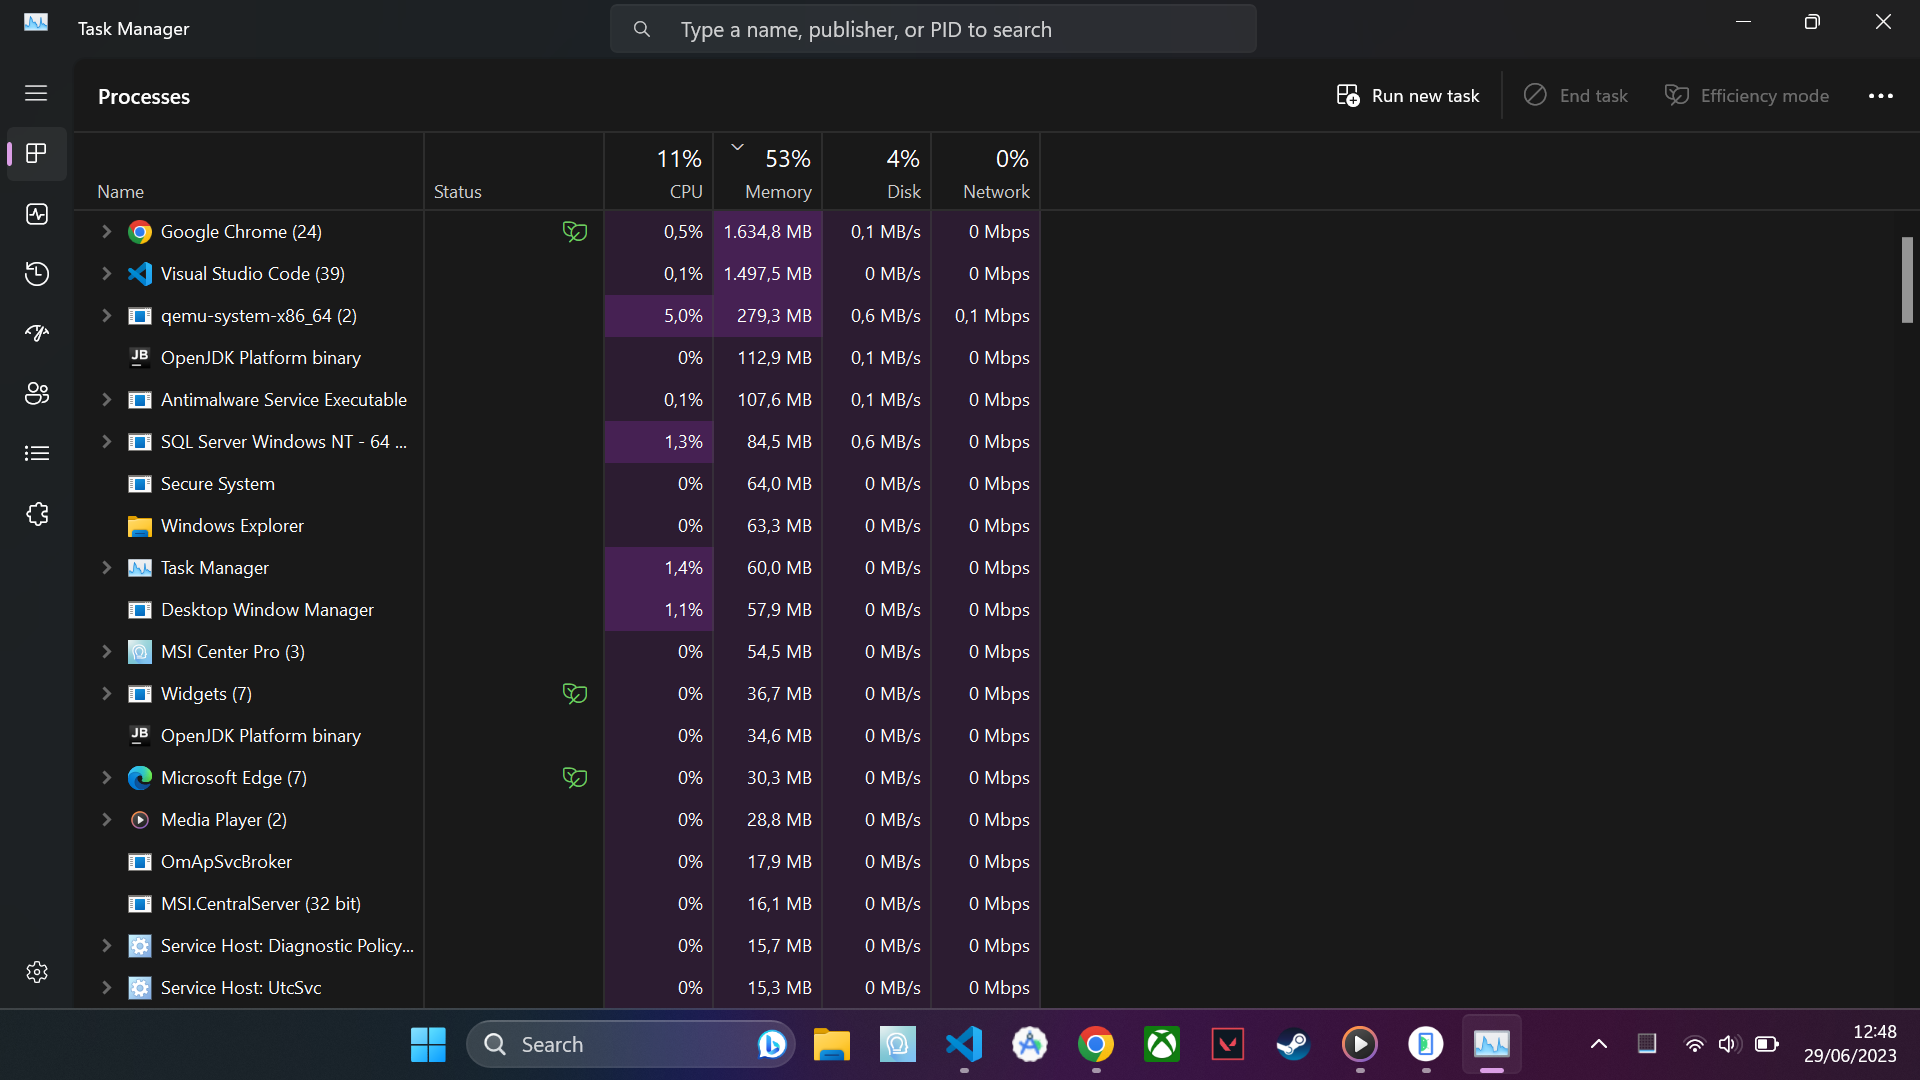 Task Manager
Type a name, publisher, or PID to search
Processes
Run new task
End task
Efficiency mode
11% 53% 4% 0%
Name Status CPU Memory Disk Network
Google Chrome (24) 0,5% 1.634,8 MB 0,1 MB/s 0 Mbps
Visual Studio Code (39) 0,1% 1.497,5 MB 0 MB/s 0 Mbps
qemu-system-x86_64 (2) 5,0% 279,3 MB 0,6 MB/s 0,1 Mbps
JB OpenJDK Platform binary 0% 112,9 MB 0,1 MB/s 0 Mbps
Antimalware Service Executable 0,1% 107,6 MB 0,1 MB/s 0 Mbps
SQL Server Windows NT - 64 ... 1,3% 84,5 MB 0,6 MB/s 0 Mbps
Secure System 0% 64,0 MB 0 MB/s 0 Mbps
Windows Explorer 0% 63,3 MB 0 MB/s 0 Mbps
Task Manager 1,4% 60,0 MB 0 MB/s 0 Mbps
Desktop Window Manager 1,1% 57,9 MB 0 MB/s 0 Mbps
MSI Center Pro (3) 0% 54,5 MB 0 MB/s 0 Mbps
Widgets (7) 0% 36,7 MB 0 MB/s 0 Mbps
JB OpenJDK Platform binary 0% 34,6 MB 0 MB/s 0 Mbps
Microsoft Edge (7) 0% 30,3 MB 0 MB/s 0 Mbps
Media Player (2) 0% 28,8 MB 0 MB/s 0 Mbps
OmApSvcBroker 0% 17,9 MB 0 MB/s 0 Mbps
MSI.CentralServer (32 bit) 0% 16,1 MB 0 MB/s 0 Mbps
Service Host: Diagnostic Policy... 0% 15,7 MB 0 MB/s 0 Mbps
Service Host: UtcSvc 0% 15,3 MB 0 MB/s 0 Mbps
Search
12:48
29/06/2023